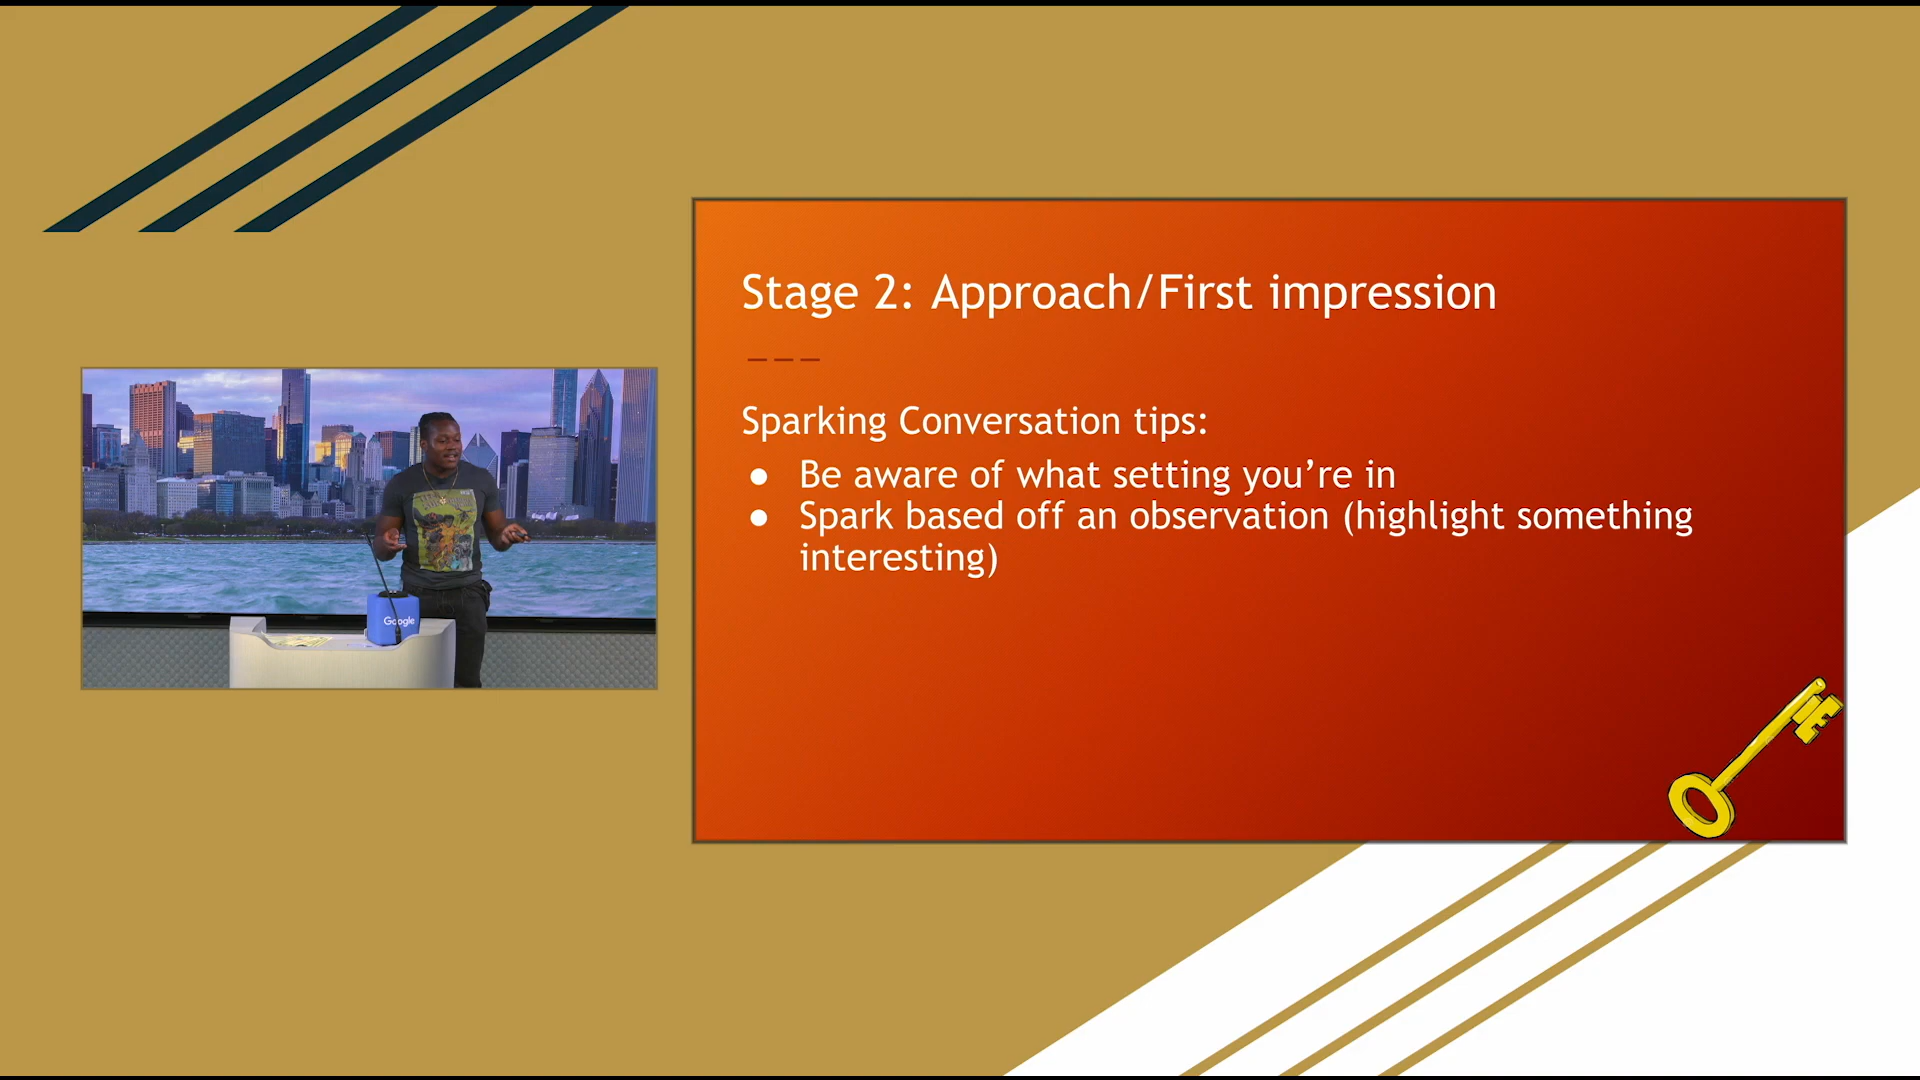 Stage 2: Approach/First impression
Sparking Conversation tips:
● Be aware of what setting you’re in
● Spark based off an observation (highlight something
interesting)
Google